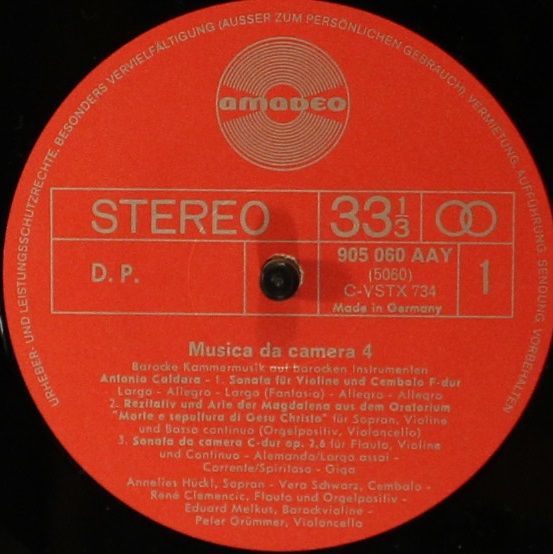 URHEBER- UND LEISTUNGSSCHUTZRECHTE, BESONDERS VERVIELFÄLTIGUNG (AUSSER ZUM PERSÖNLICHEN GEBRAUCH), VERMIETUNG, AUFFÜHRUNG, SENDUNG VORBEHALTEN
amadeo
STEREO
33 1/3
D. P.
905 060 AAY
(5060)
C-VSTX 734
Made in Germany
1
Musica da camera 4
Barocke Kammermusik auf barocken Instrumenten
Antonio Caldara - 1. Sonata für Violine und Cembalo F-dur
Largo - Allegro - Largo (Fantasia) - Allegro - Allegro
2. Rezitativ und Arie der Magdalena aus dem Oratorium
"Morte e sepultura di Gesu Christo" für Sopran, Violine
und Basso continuo (Orgelpositiv, Violoncello)
3. Sonata da camera C-dur op. 2,6 für Flauto, Violine
und Continuo - Alemanda/Largo assai -
Corrente/Spiritoso - Giga
Annelies Hückl, Sopran - Vera Schwarz, Cembalo -
René Clemencic, Flauto und Orgelpositiv -
Eduard Melkus, Barockvioline -
Peter Grümmer, Violoncello